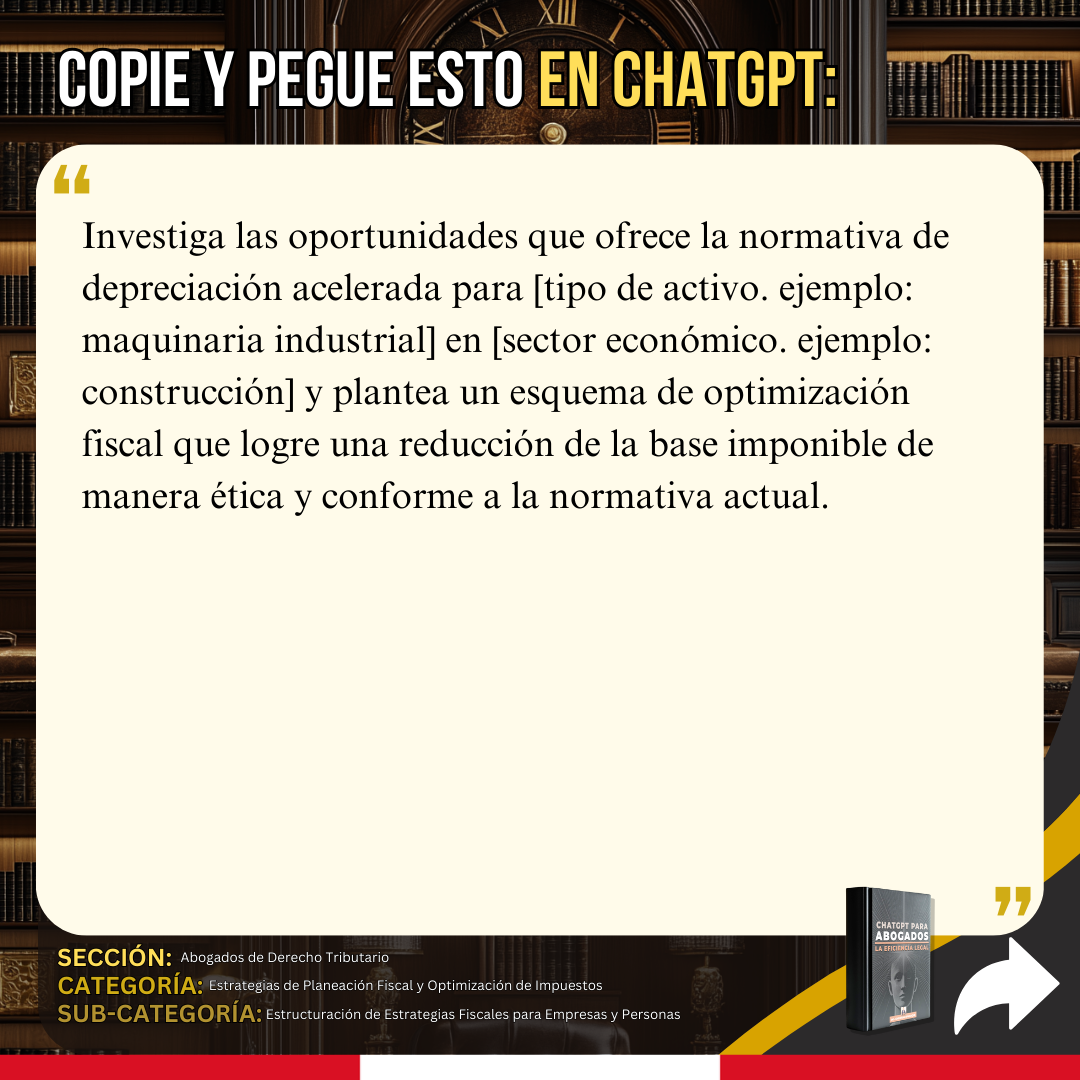 COPIE Y PEGUE ESTO EN CHATGPT:
“
Investiga las oportunidades que ofrece la normativa de
depreciación acelerada para [tipo de activo. ejemplo:
maquinaria industrial] en [sector económico. ejemplo:
construcción] y plantea un esquema de optimización
fiscal que logre una reducción de la base imponible de
manera ética y conforme a la normativa actual.
”
CHATGPT PARA
ABOGADOS
LA EFICIENCIA LEGAL
SECCIÓN: Abogados de Derecho Tributario
CATEGORÍA: Estrategias de Planeación Fiscal y Optimización de Impuestos
SUB-CATEGORÍA: Estructuración de Estrategias Fiscales para Empresas y Personas